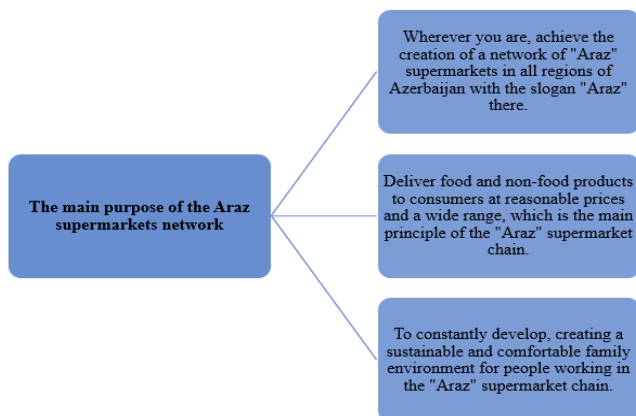 Wherever you are, achieve the
creation of a network of "Araz"
supermarkets in all regions of
Azerbaijan with the slogan "Araz"
there.
The main purpose of the Araz
supermarkets network
Deliver food and non-food products
to consumers at reasonable prices
and a wide range, which is the main
principle of the "Araz" supermarket
chain.
To constantly develop, creating a
sustainable and comfortable family
environment for people working in
the "Araz" supermarket chain.